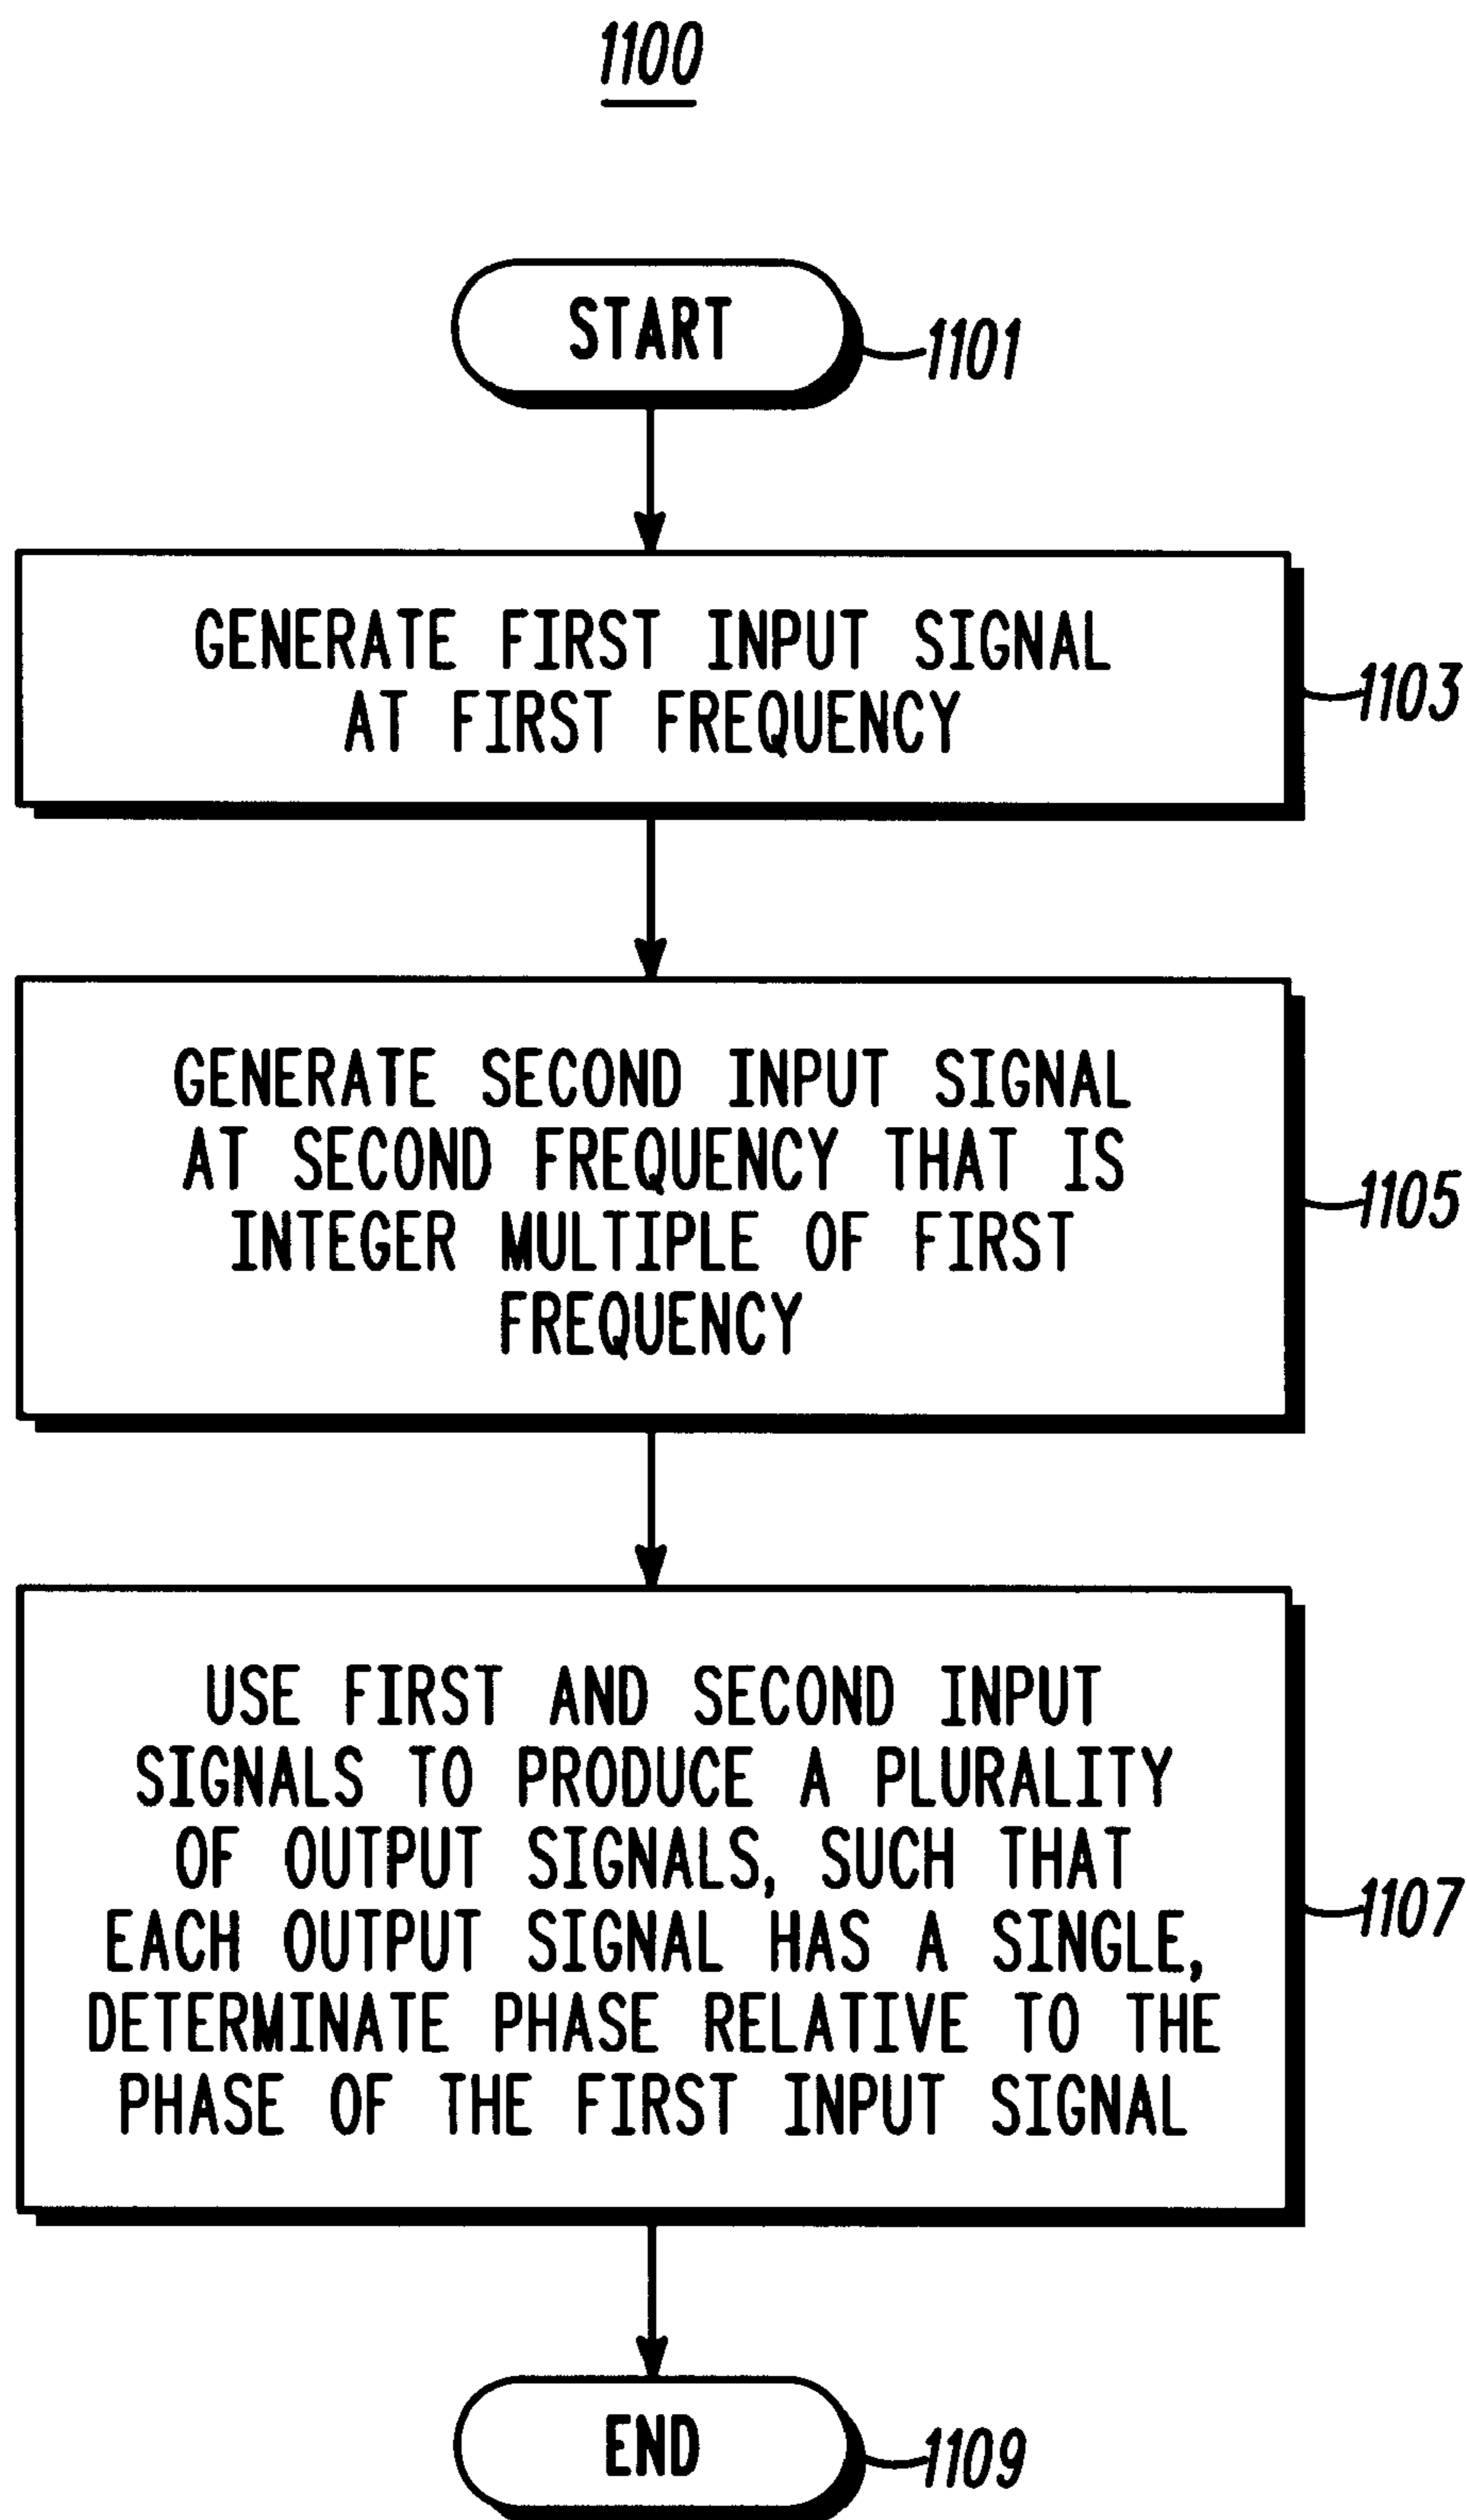 1100
START
1101
GENERATE FIRST INPUT SIGNAL
AT FIRST FREQUENCY
1103
GENERATE SECOND INPUT SIGNAL
AT SECOND FREQUENCY THAT IS
INTEGER MULTIPLE OF FIRST
FREQUENCY
1105
USE FIRST AND SECOND INPUT
SIGNALS TO PRODUCE A PLURALITY
OF OUTPUT SIGNALS, SUCH THAT
EACH OUTPUT SIGNAL HAS A SINGLE,
DETERMINATE PHASE RELATIVE TO THE
PHASE OF THE FIRST INPUT SIGNAL
1107
END
1109